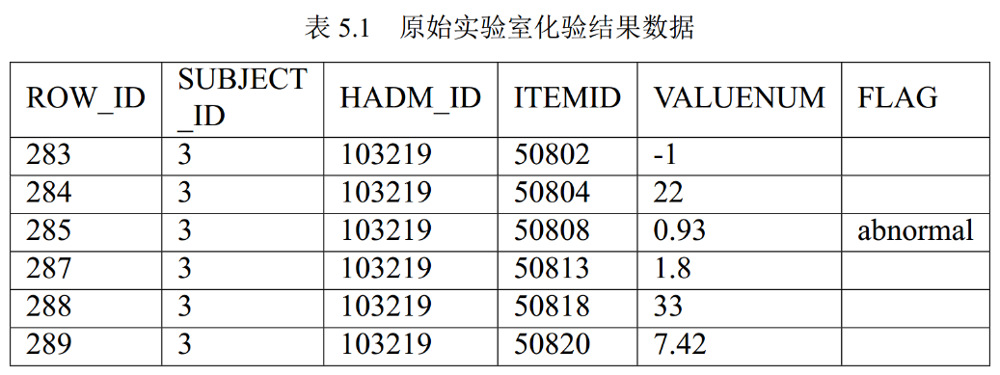 表 5.1 原始实验室化验结果数据
ROW_ID SUBJECT_ID HADM_ID ITEMID VALUENUM FLAG
283 3 103219 50802 -1
284 3 103219 50804 22
285 3 103219 50808 0.93 abnormal
287 3 103219 50813 1.8
288 3 103219 50818 33
289 3 103219 50820 7.42